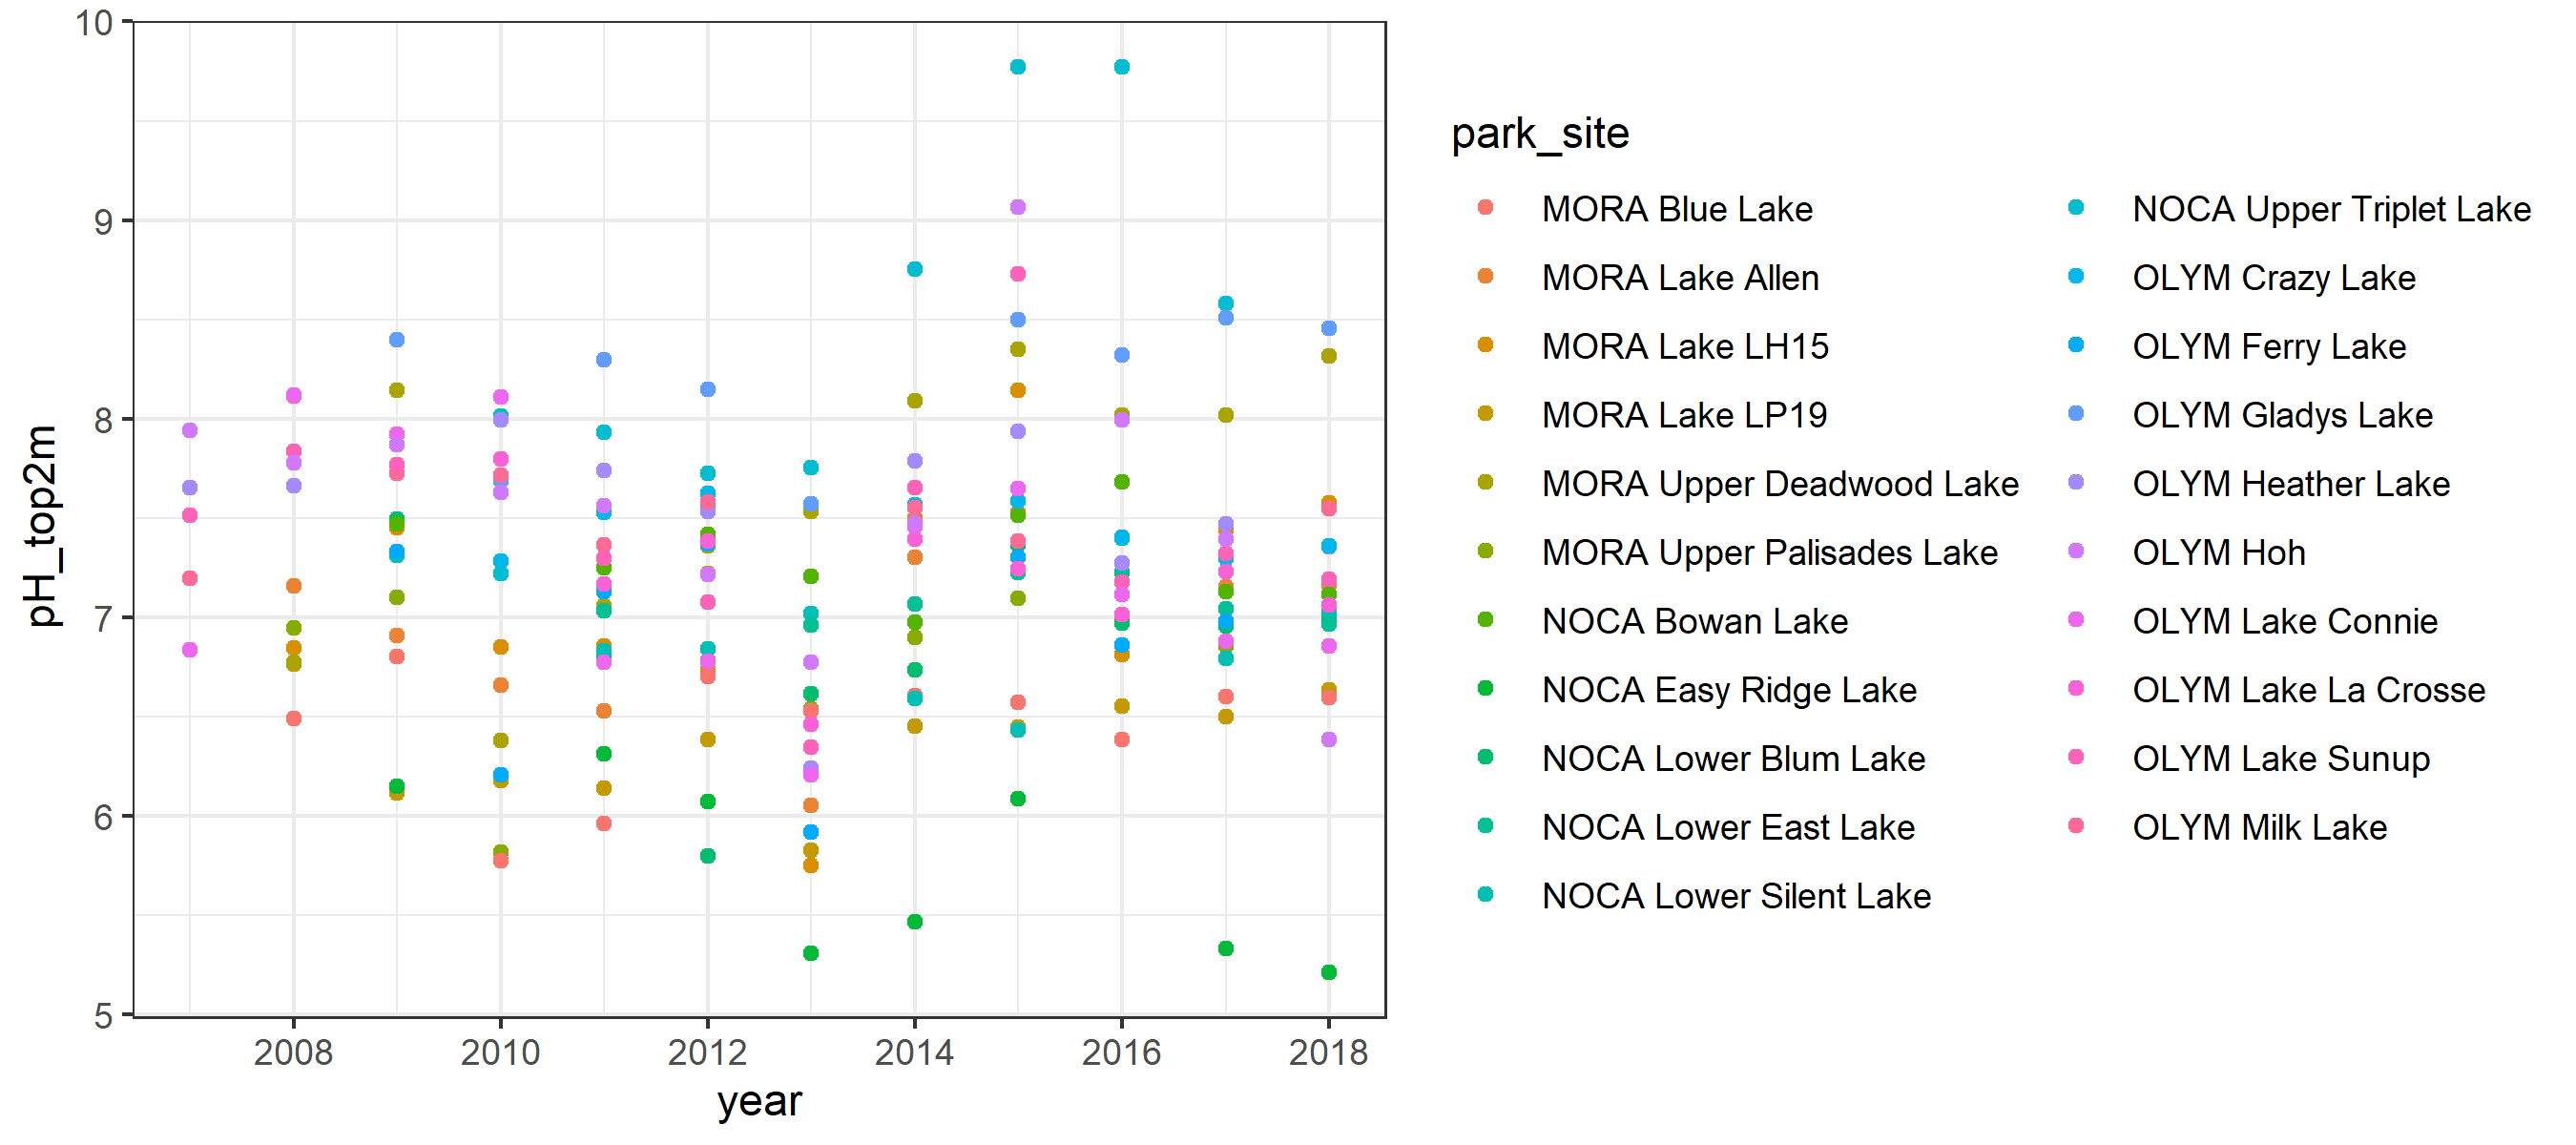 10
9
8
7
6
5
pH_top2m
2008 2010 2012 2014 2016 2018
year
park_site
MORA Blue Lake
MORA Lake Allen
MORA Lake LH15
MORA Lake LP19
MORA Upper Deadwood Lake
MORA Upper Palisades Lake
NOCA Bowan Lake
NOCA Easy Ridge Lake
NOCA Lower Blum Lake
NOCA Lower East Lake
NOCA Lower Silent Lake
NOCA Upper Triplet Lake
OLYM Crazy Lake
OLYM Ferry Lake
OLYM Gladys Lake
OLYM Heather Lake
OLYM Hoh
OLYM Lake Connie
OLYM Lake La Crosse
OLYM Lake Sunup
OLYM Milk Lake